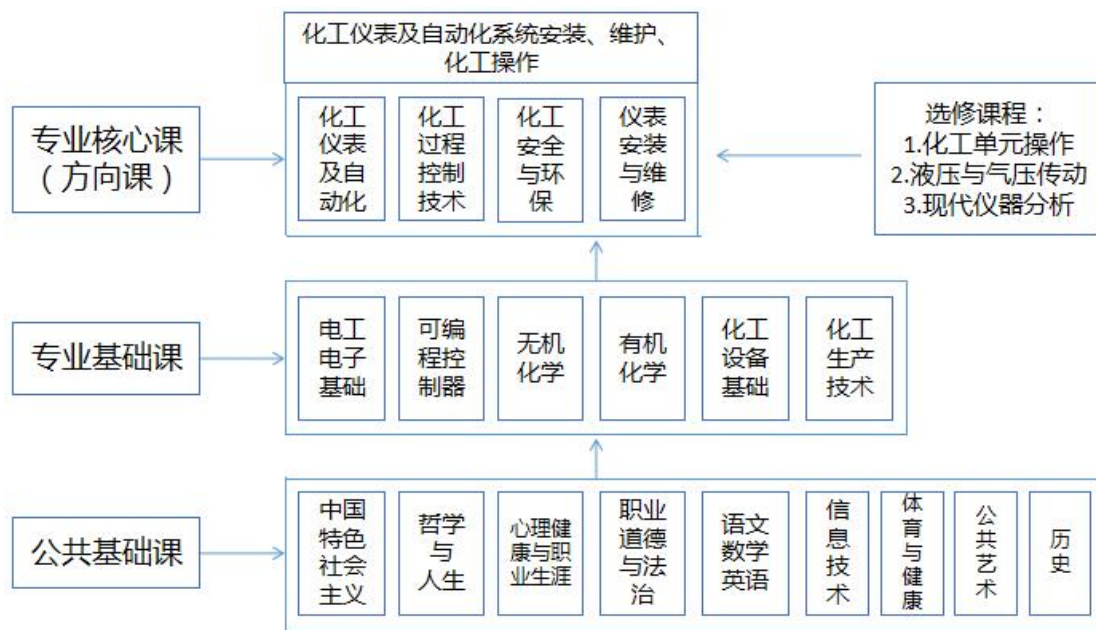 化工仪表及自动化系统安装、维护、
化工操作
专业核心课
（方向课）
化工
仪表
及自
动化
化工
过程
控制
技术
化工
安全
与环
保
仪表
安装
与维
修
选修课程：
1.化工单元操作
2.液压与气压传动
3.现代仪器分析
专业基础课
电工
电子
基础
可编
程控
制器
无机
化学
有机
化学
化工
设备
基础
化工
生产
技术
公共基础课
中国
特色
社会
主义
哲学
与
人生
心理健
康与职
业生涯
职业
道德
与法
治
语文
数学
英语
信
息
技
术
体
育
与
健
康
公
共
艺
术
历
史